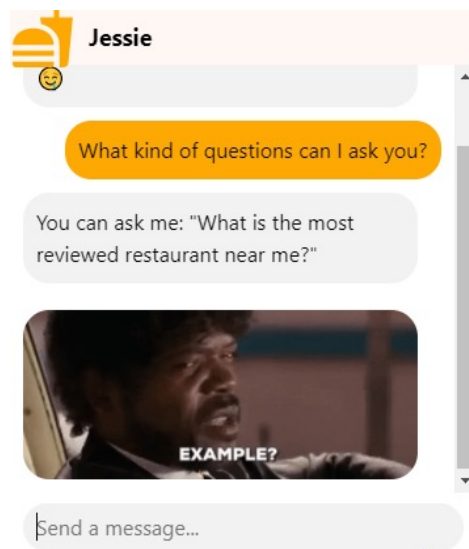 Jessie
What kind of questions can I ask you?
You can ask me: "What is the most
reviewed restaurant near me?"
EXAMPLE?
Send a message...